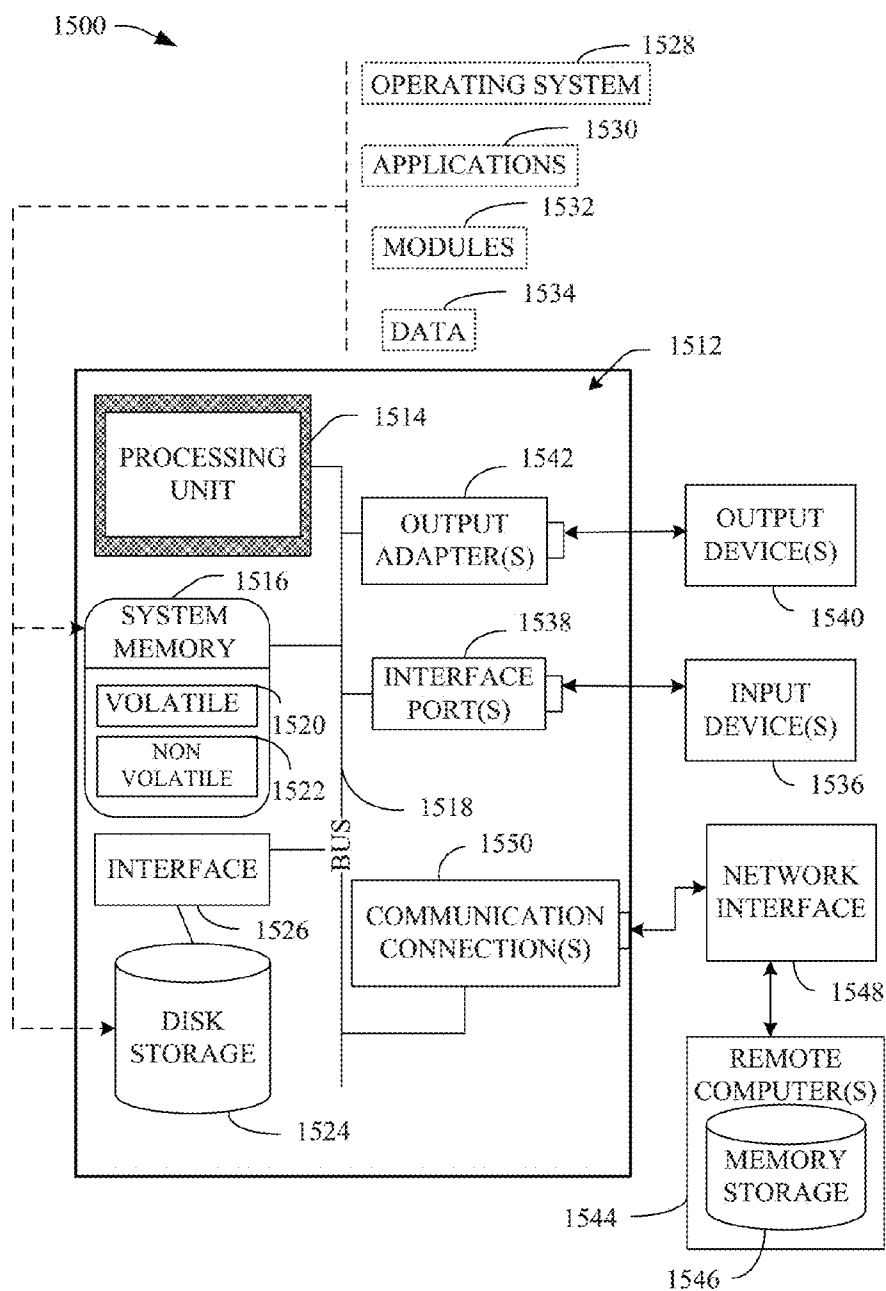 1500
1528
OPERATING SYSTEM
1530
APPLICATIONS
1532
MODULES
1534
DATA
1512
1514
PROCESSING
UNIT
1542
OUTPUT
ADAPTER(S)
OUTPUT
DEVICE(S)
1540
1516
SYSTEM
MEMORY
VOLATILE
1520
NON
VOLATILE
1522
1538
INTERFACE
PORT(S)
INPUT
DEVICE(S)
1536
1518
BUS
INTERFACE
1526
1550
COMMUNICATION
CONNECTION(S)
NETWORK
INTERFACE
1548
DISK
STORAGE
1524
REMOTE
COMPUTER(S)
MEMORY
STORAGE
1544
1546